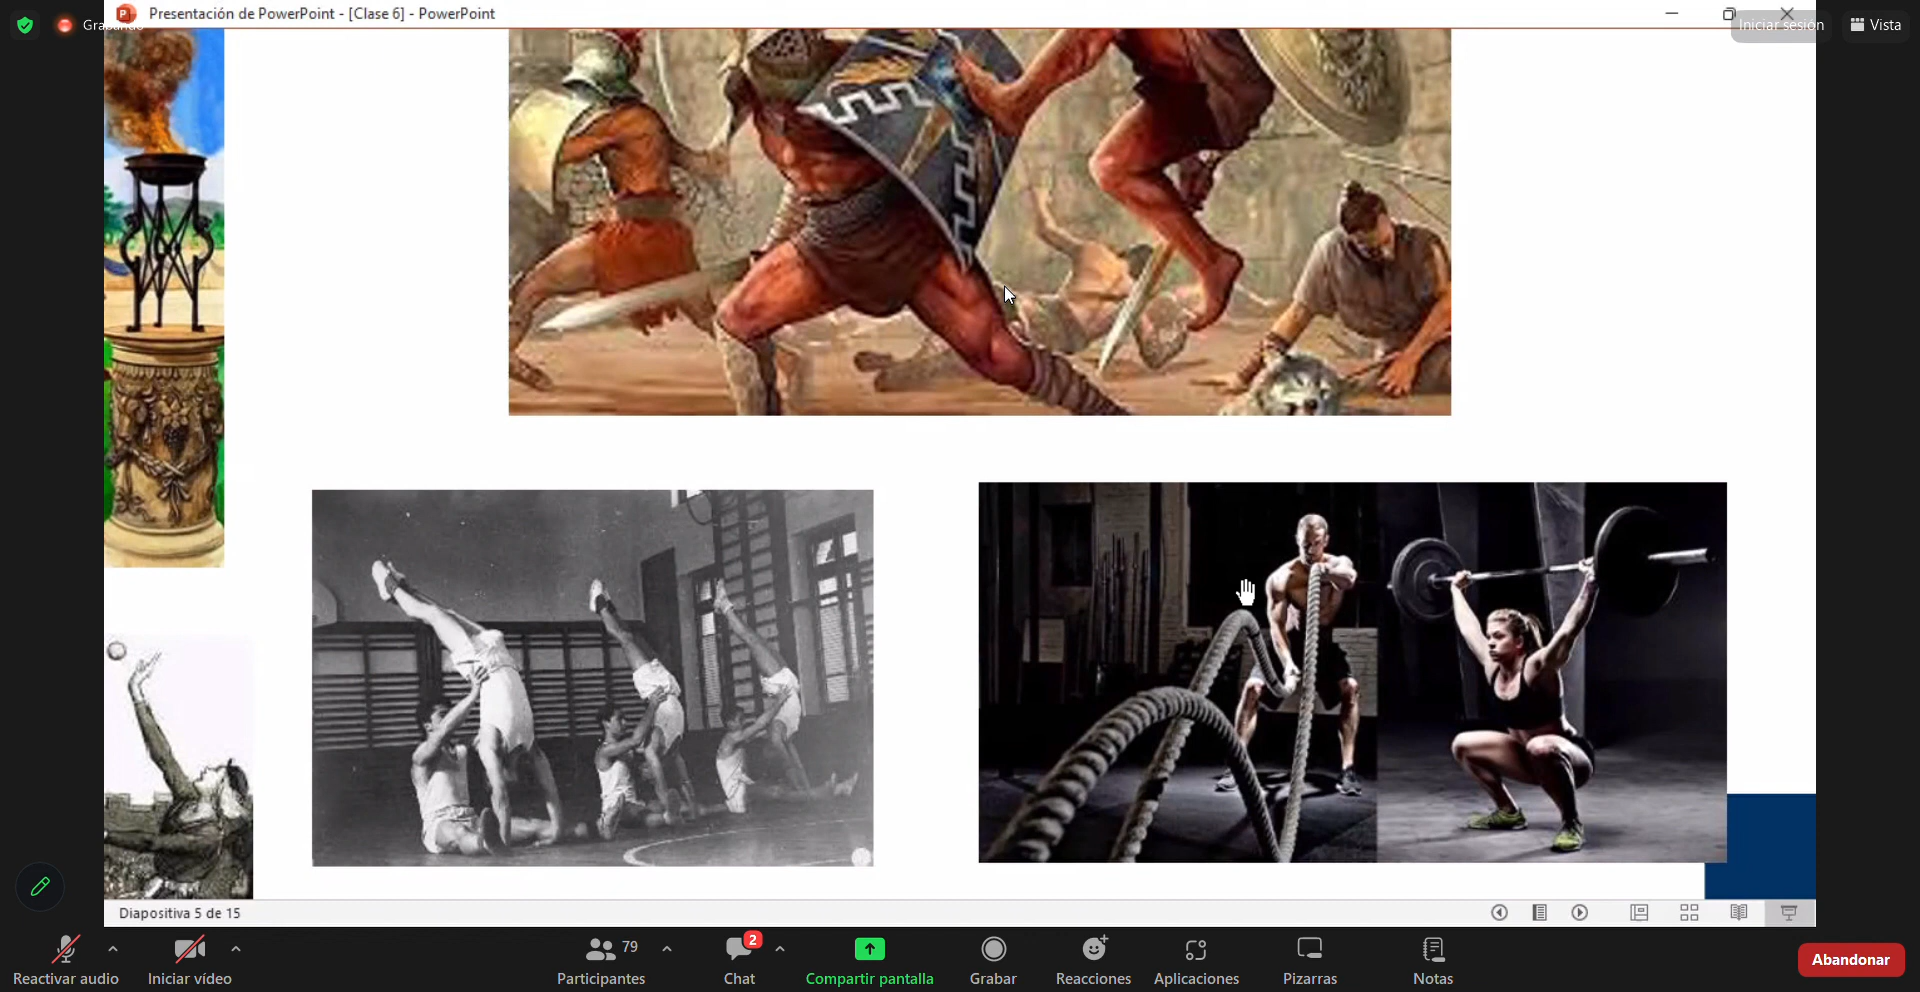 Presentación de PowerPoint - [Clase 6] - PowerPoint
Grabando
Iniciar sesión
Vista
Diapositiva 5 de 15
79
2
Reactivar audio
Iniciar vídeo
Participantes
Chat
Compartir pantalla
Grabar
Reacciones
Aplicaciones
Pizarras
Notas
Abandonar